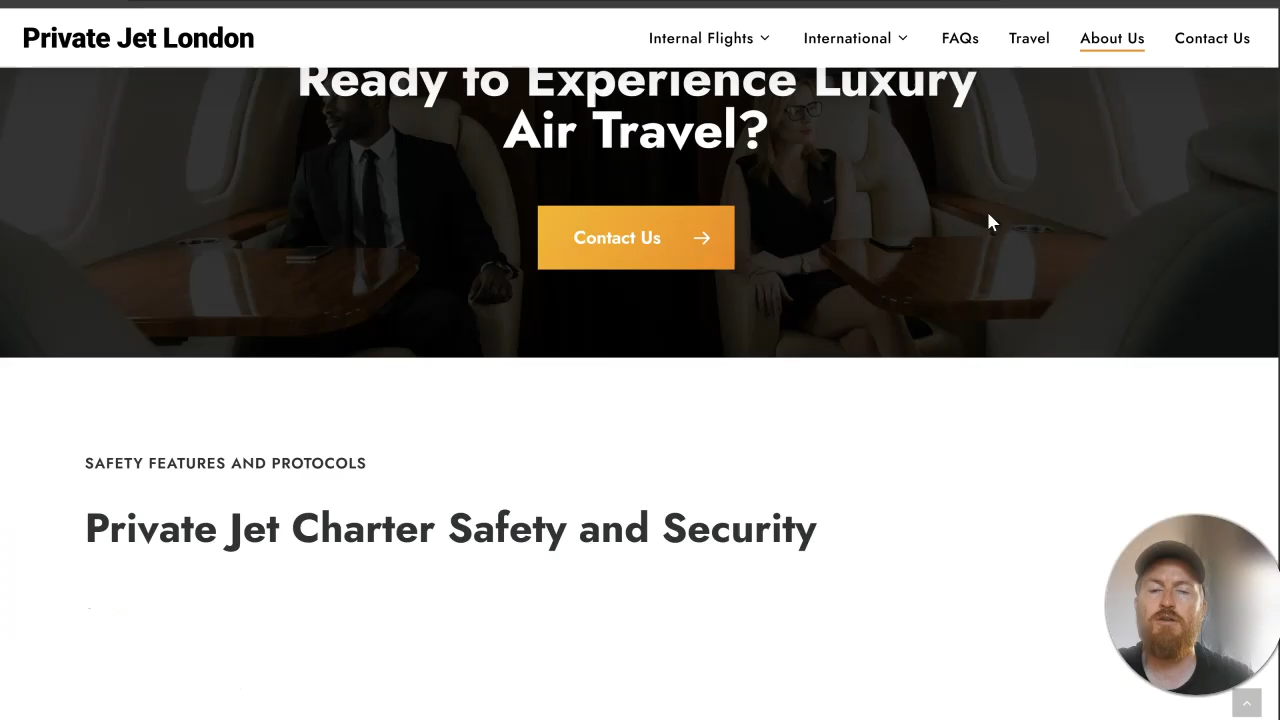 Private Jet London
Internal Flights
International
FAQs
Travel
About Us
Contact Us
Ready to Experience Luxury
Air Travel?
Contact Us
SAFETY FEATURES AND PROTOCOLS
Private Jet Charter Safety and Security